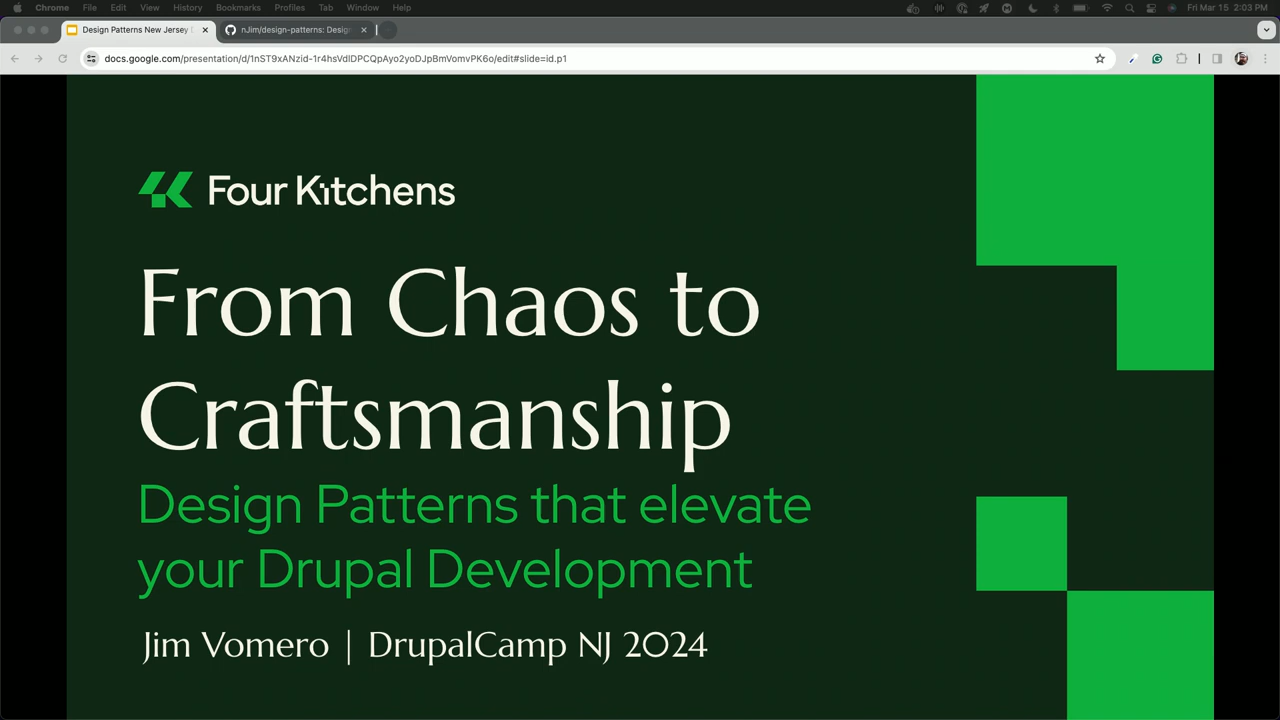 Chrome File Edit View History Bookmarks Profiles Tab Window Help Fri Mar 15 2:03 PM
Design Patterns New Jersey
nJim/design-patterns: Desig
docs.google.com/presentation/d/1nST9xANzid-1r4hsVdIDPCQpAyo2yoDJpBmVomvPK6o/edit#slide=id.p1
Four Kitchens
From Chaos to
Craftsmanship
Design Patterns that elevate
your Drupal Development
Jim Vomero | DrupalCamp NJ 2024